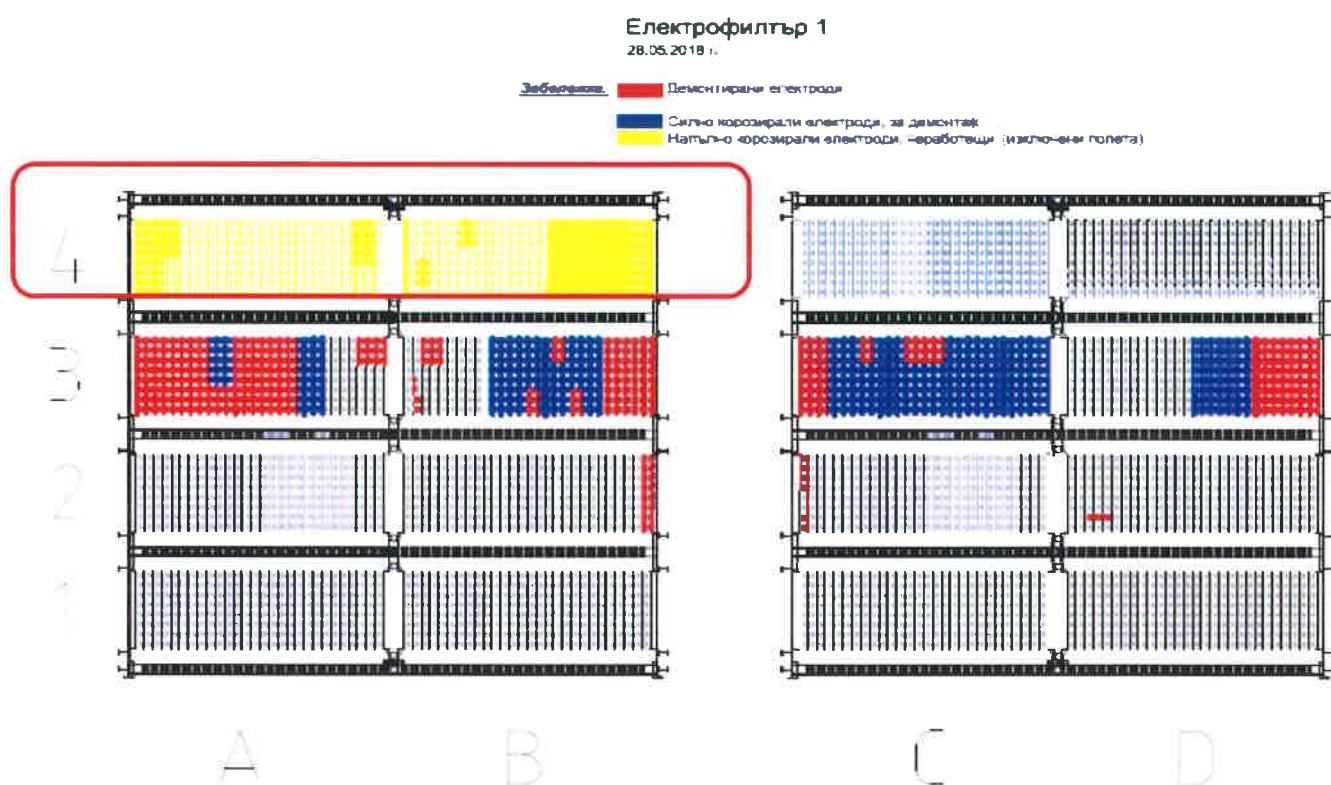 Електрофилтър 1
28.05.2018 г.
Забележка: Демонтирани електроди
Силно корозирали електроди, за демонтаж
Напълно корозирали електроди, неработещи (изключени полета)
4
3
2
1
A B C D